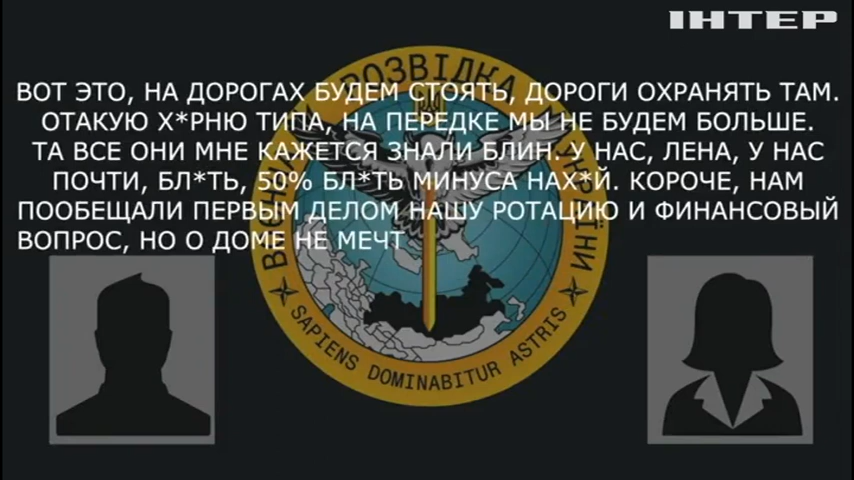 ІНТЕР
ВОТ ЭТО, НА ДОРОГАХ БУДЕМ СТОЯТЬ, ДОРОГИ ОХРАНЯТЬ ТАМ.
ОТАКУЮ Х*РНЮ ТИПА, НА ПЕРЕДКЕ МЫ НЕ БУДЕМ БОЛЬШЕ.
ТА ВСЕ ОНИ МНЕ КАЖЕТСЯ ЗНАЛИ БЛИН. У НАС, ЛЕНА, У НАС
ПОЧТИ, БЛ*ТЬ, 50% БЛ*ТЬ МИНУСА НАХ*Й. КОРОЧЕ, НАМ
ПООБЕЩАЛИ ПЕРВЫМ ДЕЛОМ НАШУ РОТАЦИЮ И ФИНАНСОВЫЙ
ВОПРОС, НО О ДОМЕ НЕ МЕЧТ
РОЗВІДКА
SAPIENS DOMINABITUR ASTRIS